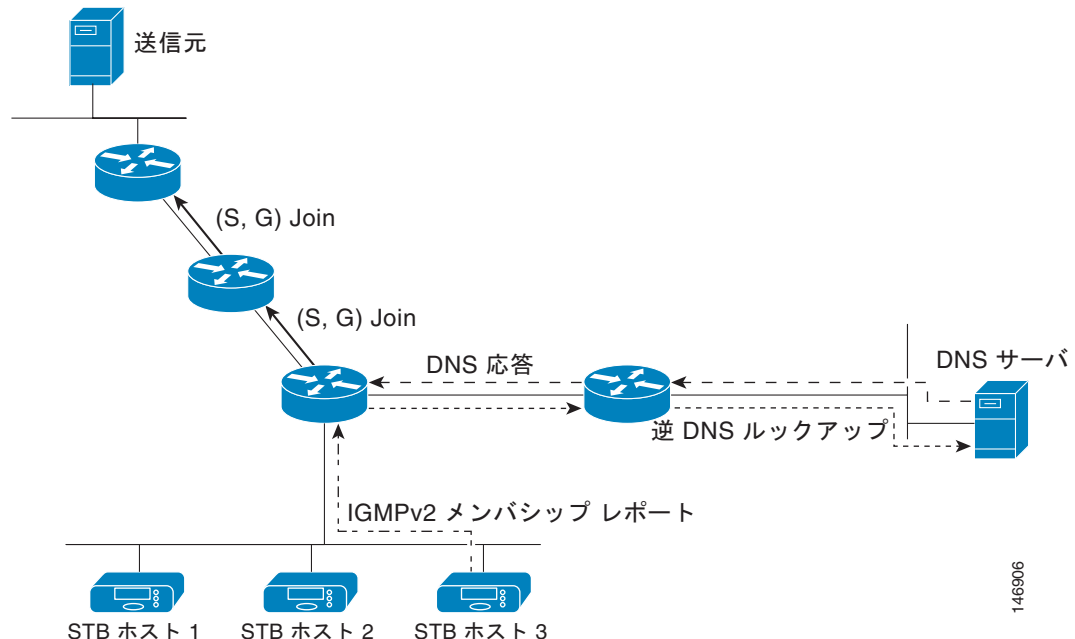 送信元
(S, G) Join
(S, G) Join
DNS 応答
DNS サーバ
逆 DNS ルックアップ
IGMPv2 メンバシップ レポート
STB ホスト 1
STB ホスト 2
STB ホスト 3
146906